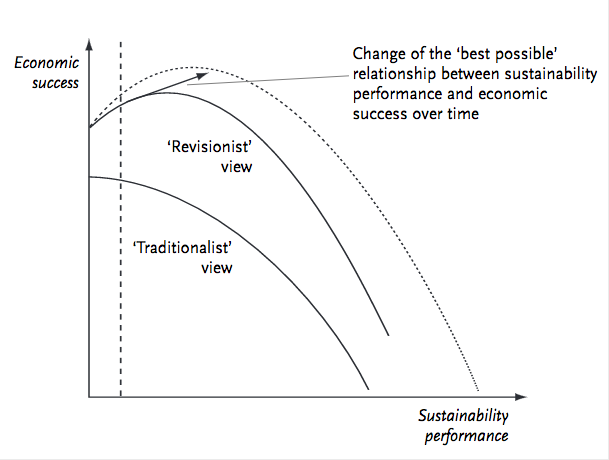 Economic
success
Change of the ‘best possible’
relationship between sustainability
performance and economic
success over time
‘Revisionist’
view
‘Traditionalist’
view
Sustainability
performance